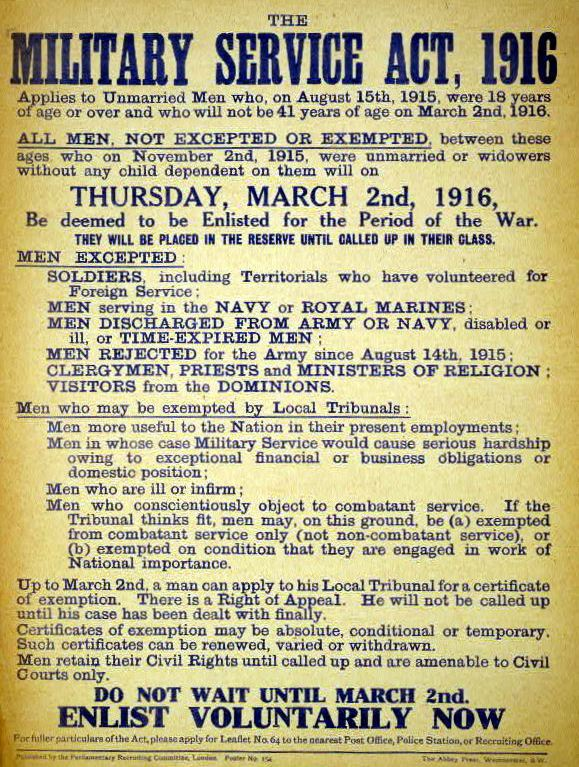 THE
MILITARY SERVICE ACT, 1916
Applies to Unmarried Men who, on August 15th, 1915, were 18 years
of age or over and who will not be 41 years of age on March 2nd, 1916.
ALL MEN, NOT EXCEPTED OR EXEMPTED, between these
ages who on November 2nd, 1915, were unmarried or widowers
without any child dependent on them will on
THURSDAY, MARCH 2nd, 1916,
Be deemed to be Enlisted for the Period of the War.
THEY WILL BE PLACED IN THE RESERVE UNTIL CALLED UP IN THEIR CLASS.
MEN EXCEPTED:
SOLDIERS, including Territorials who have volunteered for
Foreign Service;
MEN serving in the NAVY or ROYAL MARINES;
MEN DISCHARGED FROM ARMY OR NAVY, disabled or
ill, or TIME-EXPIRED MEN;
MEN REJECTED for the Army since August 14th, 1915;
CLERGYMEN, PRIESTS and MINISTERS OF RELIGION;
VISITORS from the DOMINIONS.
Men who may be exempted by Local Tribunals:
Men more useful to the Nation in their present employments;
Men in whose case Military Service would cause serious hardship
owing to exceptional financial or business obligations or
domestic position;
Men who are ill or infirm;
Men who conscientiously object to combatant service. If the
Tribunal thinks fit, men may, on this ground, be (a) exempted
from combatant service only (not non-combatant service), or
(b) exempted on condition that they are engaged in work of
National importance.
Up to March 2nd, a man can apply to his Local Tribunal for a certificate
of exemption. There is a Right of Appeal. He will not be called up
until his case has been dealt with finally.
Certificates of exemption may be absolute, conditional or temporary.
Such certificates can be renewed, varied or withdrawn.
Men retain their Civil Rights until called up and are amenable to Civil
Courts only.
DO NOT WAIT UNTIL MARCH 2nd.
ENLIST VOLUNTARILY NOW
For fuller particulars of the Act, please apply for Leaflet No. 64 to the nearest Post Office, Police Station, or Recruiting Office.
Published by the Parliamentary Recruiting Committee, London. Poster No. 154. The Abbey Press, Westminster, S.W.